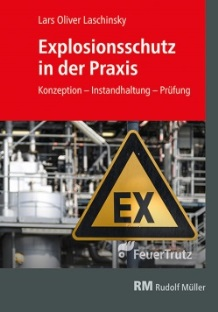 Lars Oliver Laschinsky
Explosionsschutz
in der Praxis
Konzeption – Instandhaltung – Prüfung
EX
FeuerTrutz
RM Rudolf Müller